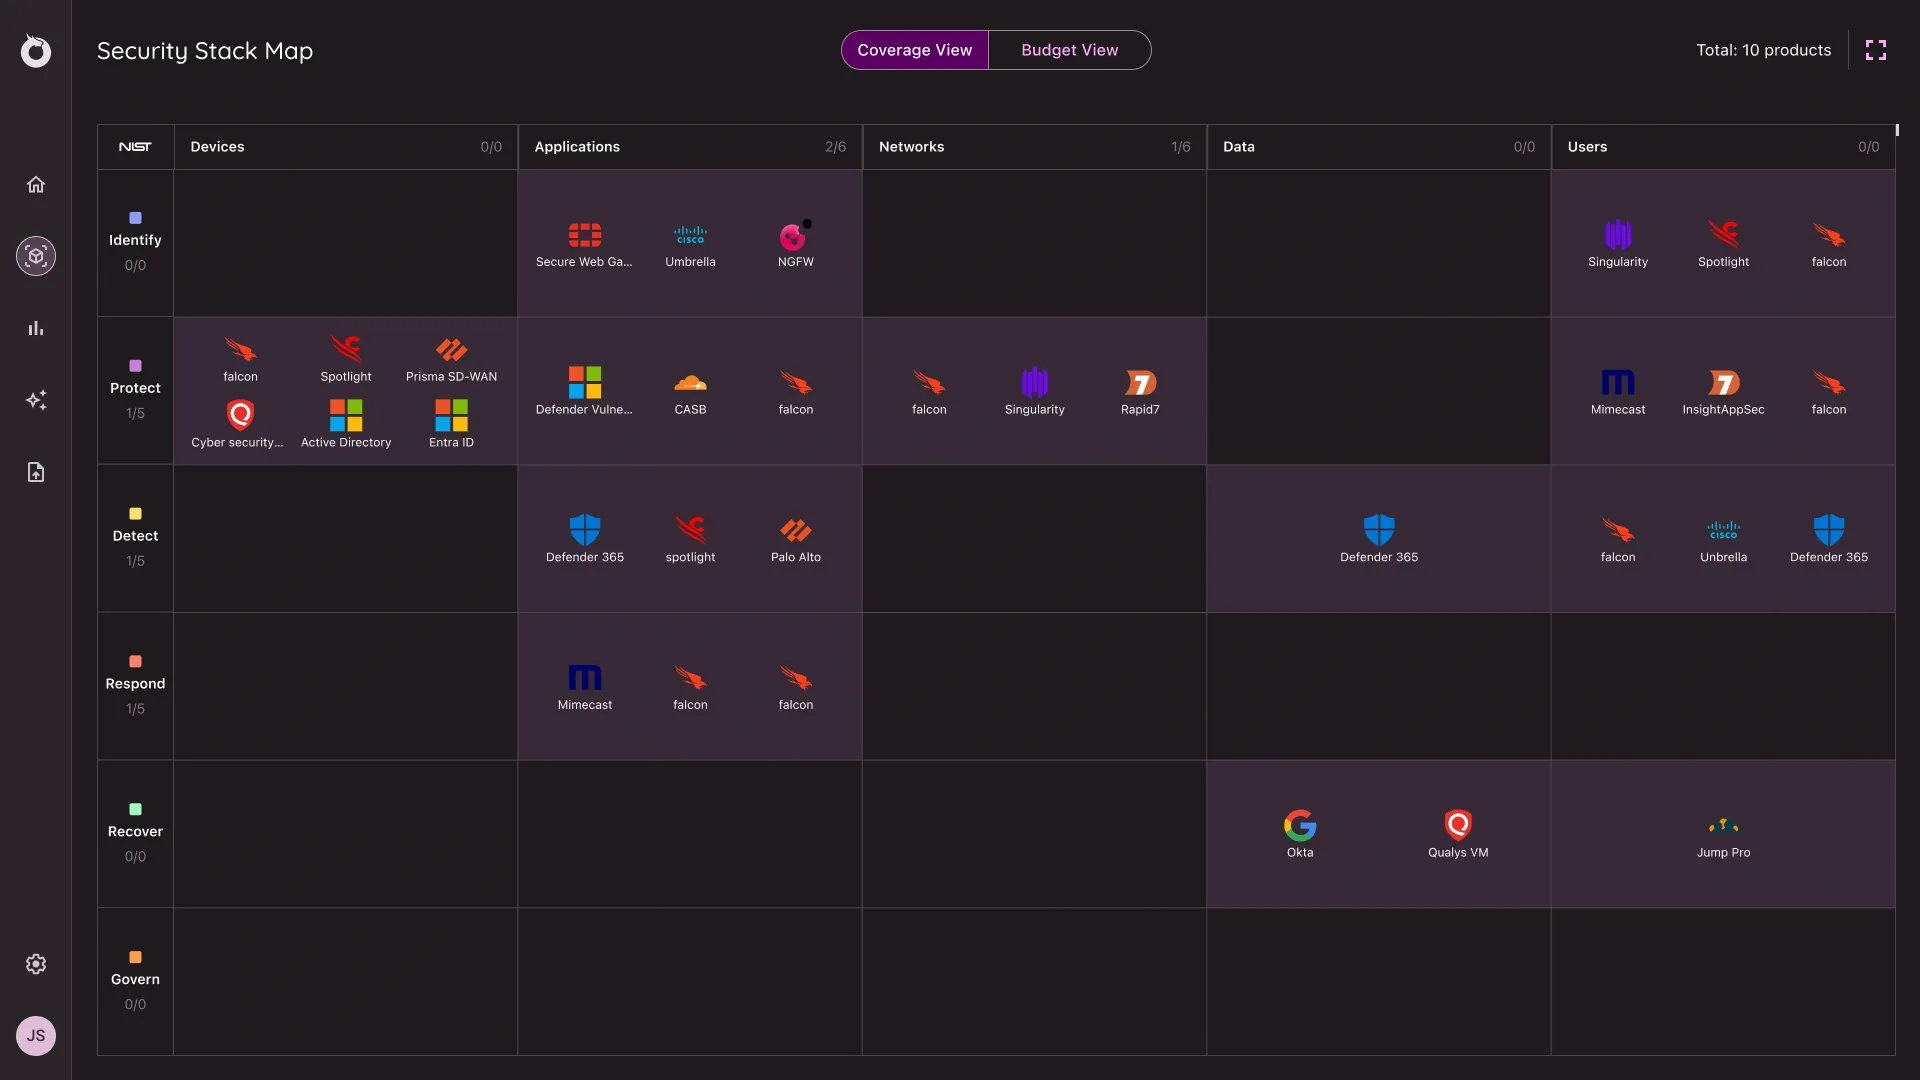 Security Stack Map
Coverage View
Budget View
Total: 10 products
NIST
Devices 0/0
Applications 2/6
Networks 1/6
Data 0/0
Users 0/0
Identify
0/0
Secure Web Ga...
CISCO
Umbrella
NGFW
Singularity
Spotlight
falcon
Protect
1/5
falcon
Spotlight
Prisma SD-WAN
Cyber security...
Active Directory
Entra ID
Defender Vulne...
CASB
falcon
falcon
Singularity
Rapid7
Mimecast
InsightAppSec
falcon
Detect
1/5
Defender 365
spotlight
Palo Alto
Defender 365
falcon
CISCO
Unbrella
Defender 365
Respond
1/5
Mimecast
falcon
falcon
Recover
0/0
Okta
Qualys VM
Jump Pro
Govern
0/0
JS